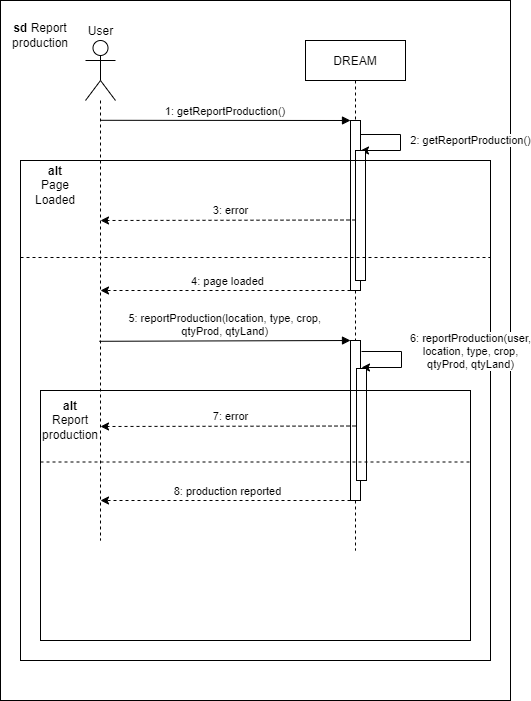 sd Report
production
User
DREAM
1: getReportProduction()
2: getReportProduction()
alt
Page
Loaded
3: error
4: page loaded
5: reportProduction(location, type, crop,
qtyProd, qtyLand)
6: reportProduction(user,
location, type, crop,
qtyProd, qtyLand)
alt
Report
production
7: error
8: production reported